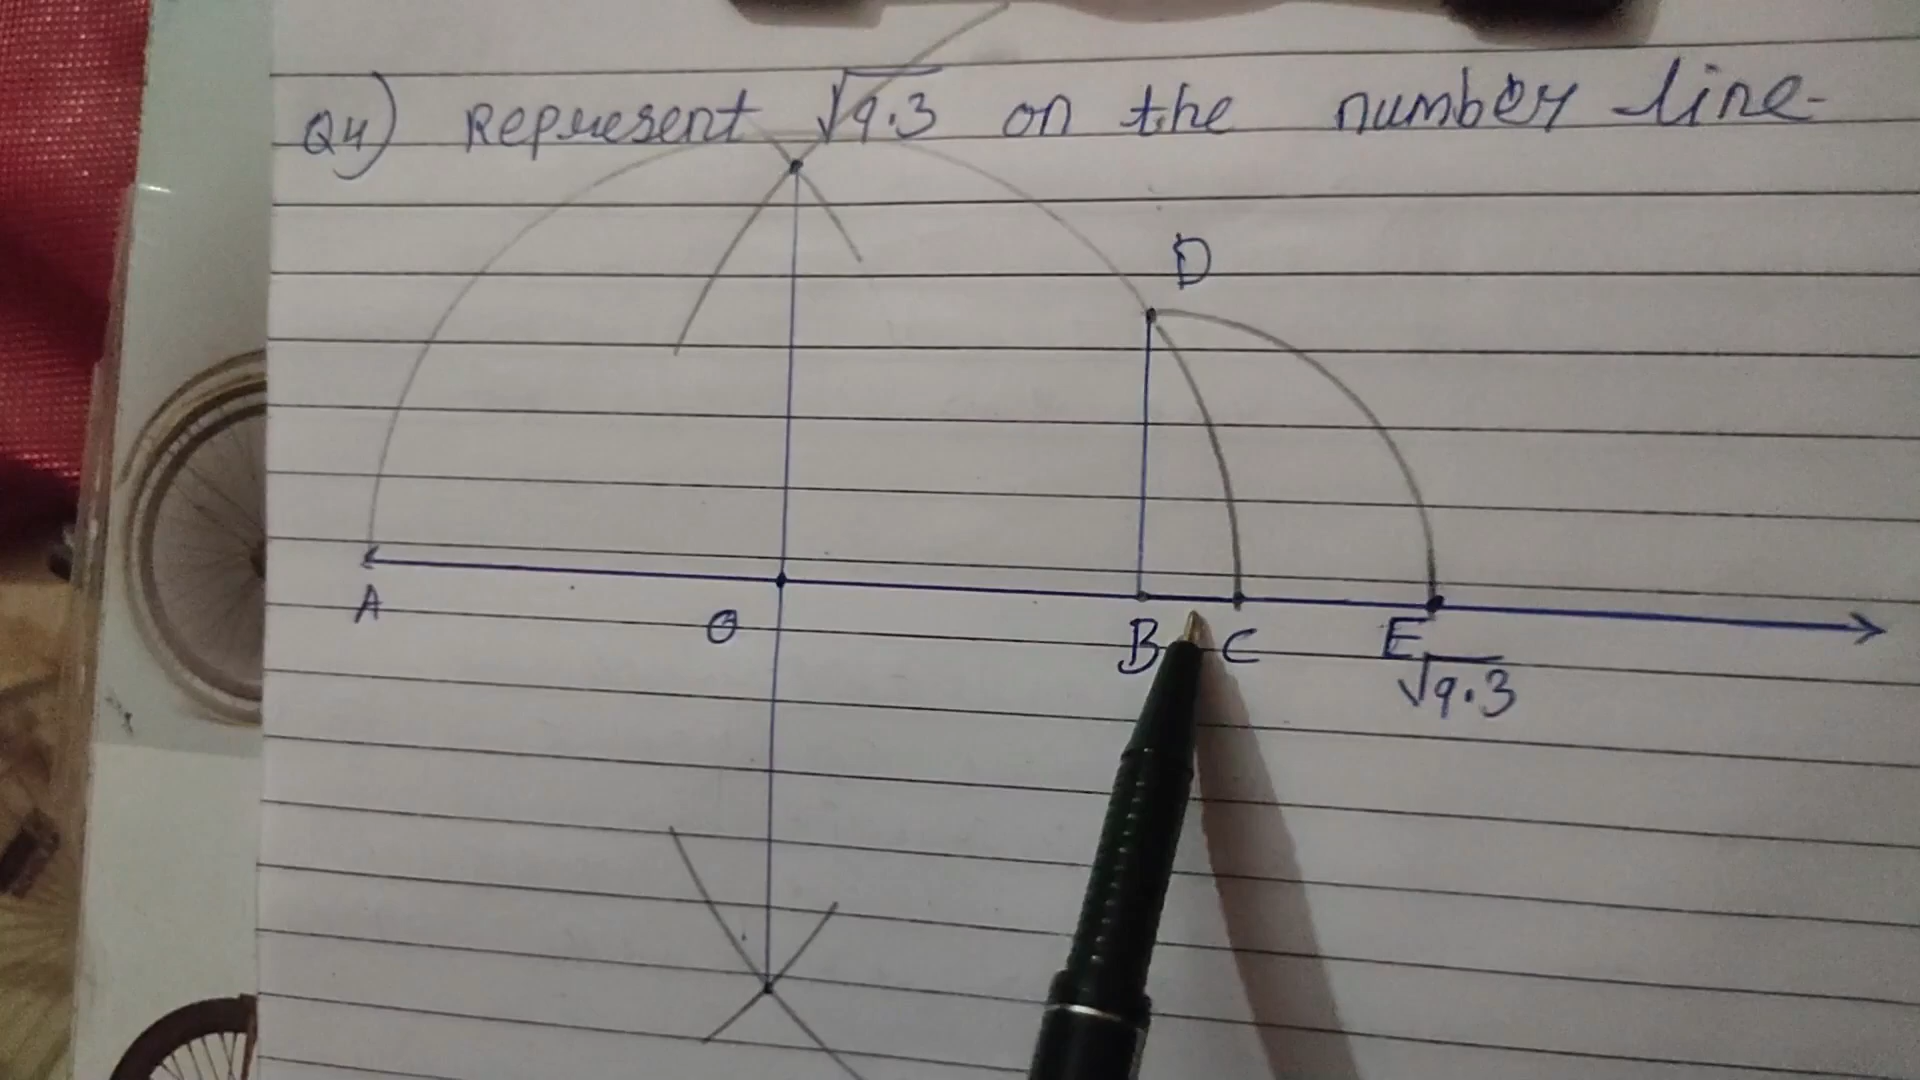 Q4) Represent √9.3 on the number line.
D
A O B C E
√9.3